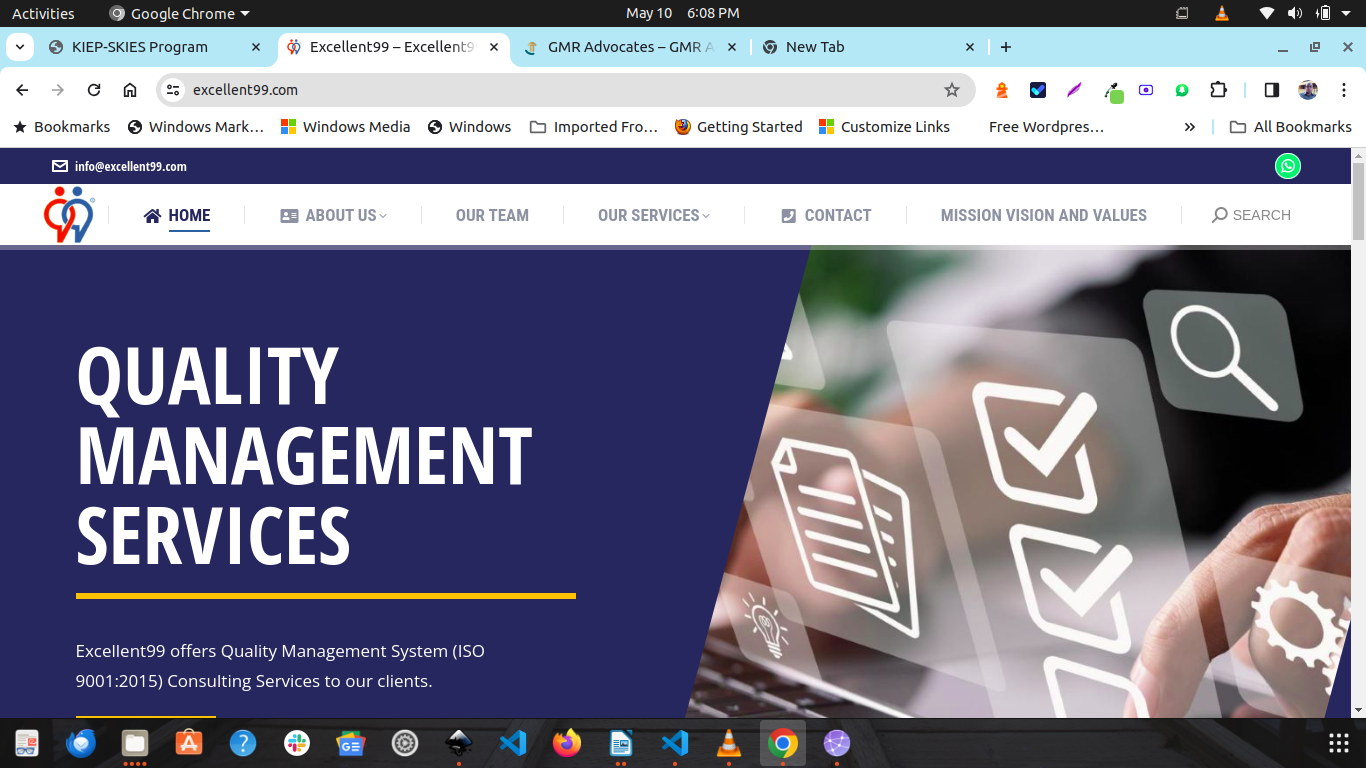 Activities Google Chrome May 10 6:08 PM
KIEP-SKIES Program Excellent99 – Excellent9 GMR Advocates – GMR A New Tab
excellent99.com
Bookmarks Windows Mark… Windows Media Windows Imported Fro… Getting Started Customize Links Free Wordpres… » All Bookmarks
info@excellent99.com
HOME ABOUT US OUR TEAM OUR SERVICES CONTACT MISSION VISION AND VALUES SEARCH
QUALITY
MANAGEMENT
SERVICES
Excellent99 offers Quality Management System (ISO
9001:2015) Consulting Services to our clients.